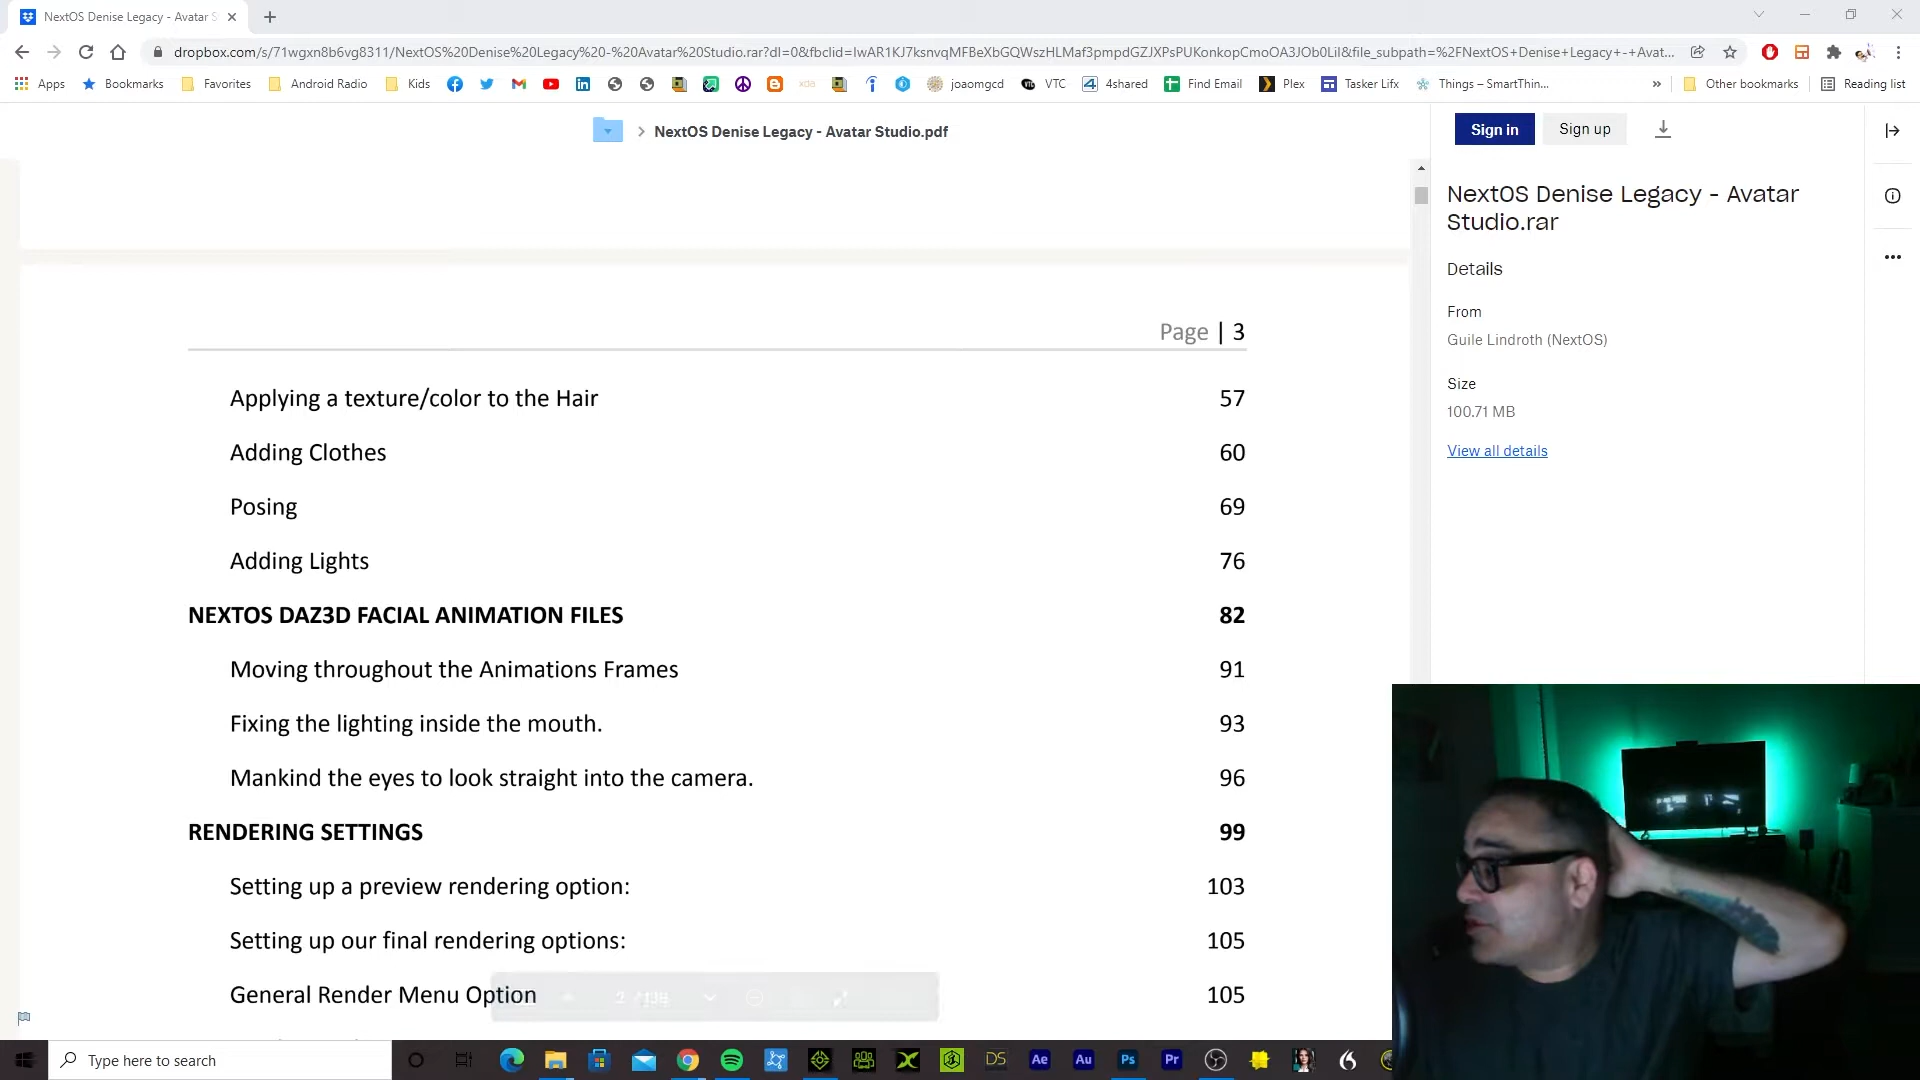 NextOS Denise Legacy - Avatar S
dropbox.com/s/71wgxn8b6vg8311/NextOS%20Denise%20Legacy%20-%20Avatar%20Studio.rar?dl=0&fbclid=IwAR1KJ7ksnvqMFBeXbGQWszHLMaf3pmpdGZJXPsPUKonkopCmoOA3JOb0LiI&file_subpath=%2FNextOS+Denise+Legacy+-+Avat...
Apps Bookmarks Favorites Android Radio Kids joaomgcd VTC 4shared Find Email Plex Tasker Lifx Things – SmartThin... » Other bookmarks Reading list
NextOS Denise Legacy - Avatar Studio.pdf
Sign in Sign up
NextOS Denise Legacy - Avatar
Studio.rar
Details
From
Guile Lindroth (NextOS)
Size
100.71 MB
View all details
Page | 3
Applying a texture/color to the Hair 57
Adding Clothes 60
Posing 69
Adding Lights 76
NEXTOS DAZ3D FACIAL ANIMATION FILES 82
Moving throughout the Animations Frames 91
Fixing the lighting inside the mouth. 93
Mankind the eyes to look straight into the camera. 96
RENDERING SETTINGS 99
Setting up a preview rendering option: 103
Setting up our final rendering options: 105
General Render Menu Option 105
Type here to search
DS Ae Au Ps Pr